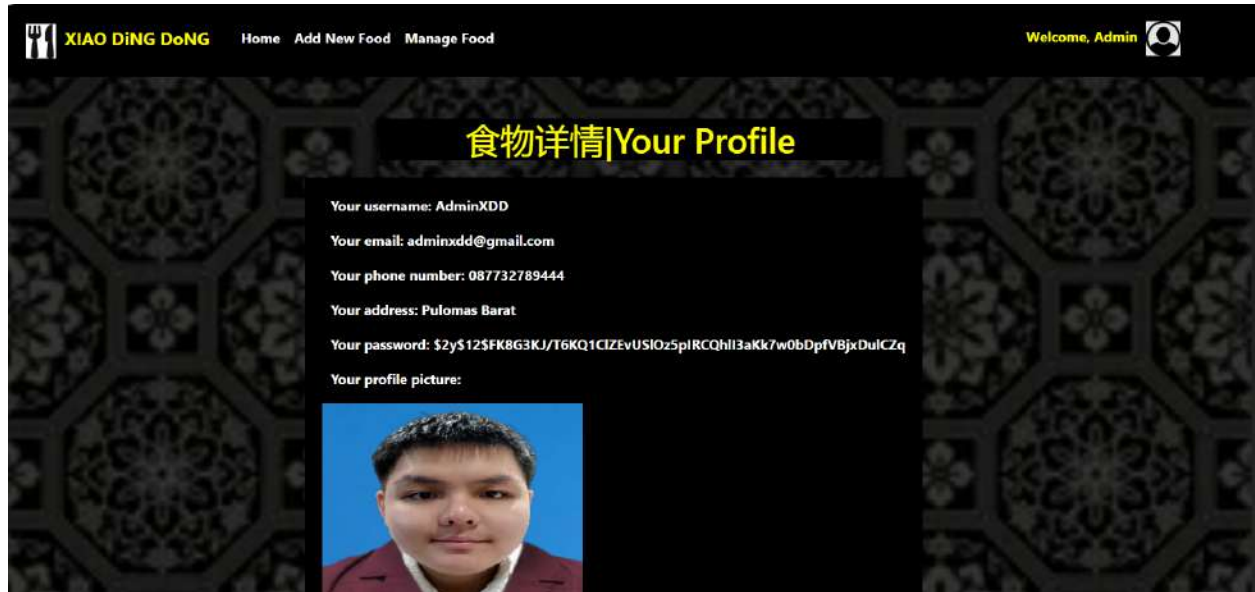 XIAO DiNG DoNG Home Add New Food Manage Food Welcome, Admin
食物详情|Your Profile
Your username: AdminXDD
Your email: adminxdd@gmail.com
Your phone number: 087732789444
Your address: Pulomas Barat
Your password: $2y$12$FK8G3KJ/T6KQ1ClZEvUSlOz5pIRCQhlI3aKk7w0bDpfVBjxDulCZq
Your profile picture: